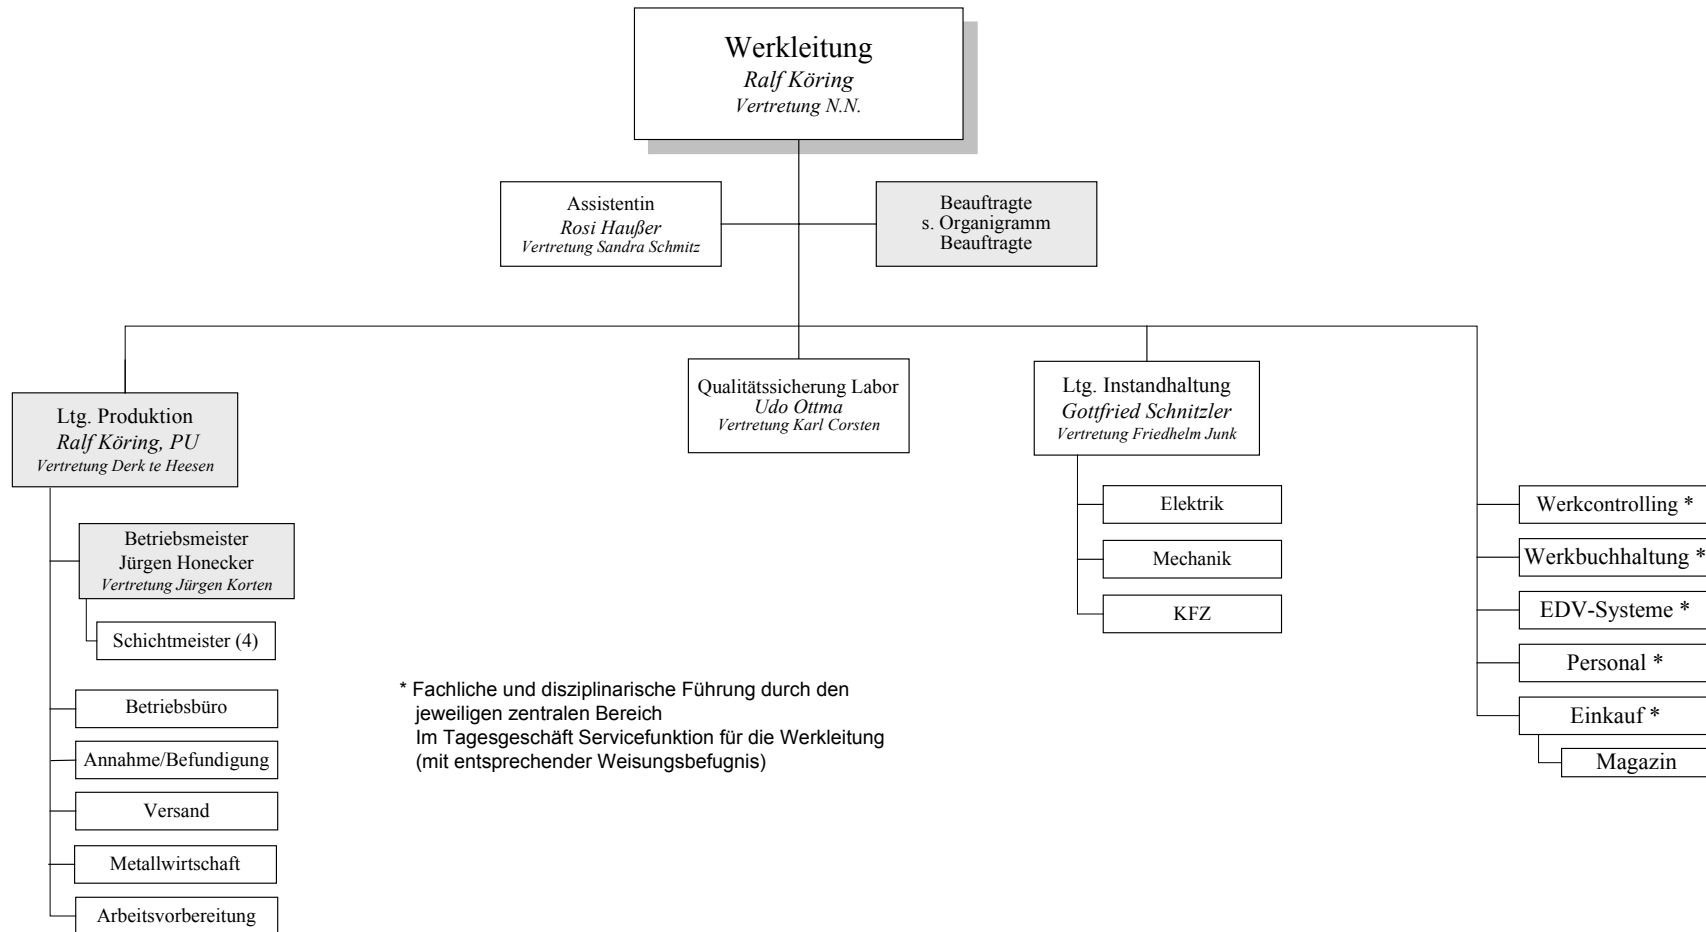 Werkleitung
Ralf Köring
Vertretung N.N.
Assistentin
Rosi Haußer
Vertretung Sandra Schmitz
Beauftragte
s. Organigramm
Beauftragte
Ltg. Produktion
Ralf Köring, PU
Vertretung Derk te Heesen
Betriebsmeister
Jürgen Honecker
Vertretung Jürgen Korten
Schichtmeister (4)
Betriebsbüro
Annahme/Befundigung
Versand
Metallwirtschaft
Arbeitsvorbereitung
Qualitätssicherung Labor
Udo Ottma
Vertretung Karl Corsten
Ltg. Instandhaltung
Gottfried Schnitzler
Vertretung Friedhelm Junk
Elektrik
Mechanik
KFZ
Werkcontrolling *
Werkbuchhaltung *
EDV-Systeme *
Personal *
Einkauf *
Magazin
* Fachliche und disziplinarische Führung durch den
jeweiligen zentralen Bereich
Im Tagesgeschäft Servicefunktion für die Werkleitung
(mit entsprechender Weisungsbefugnis)